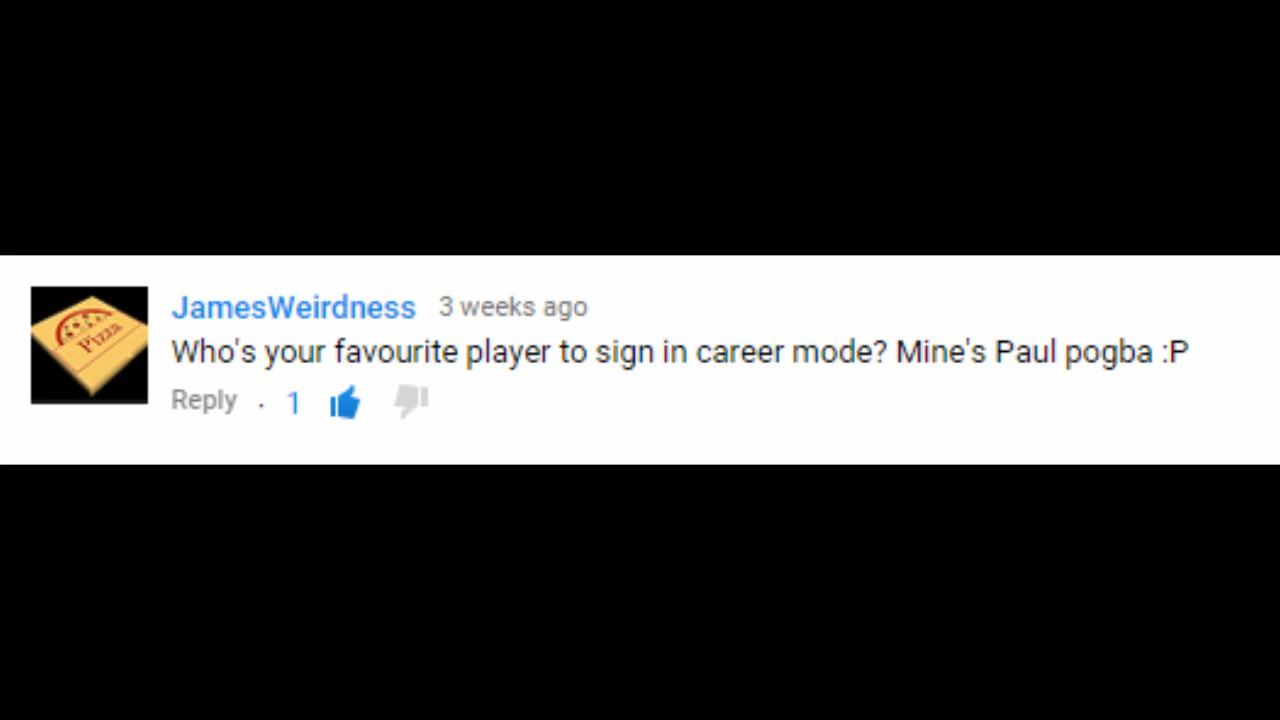 Pizza
JamesWeirdness 3 weeks ago
Who's your favourite player to sign in career mode? Mine's Paul pogba :P
Reply . 1